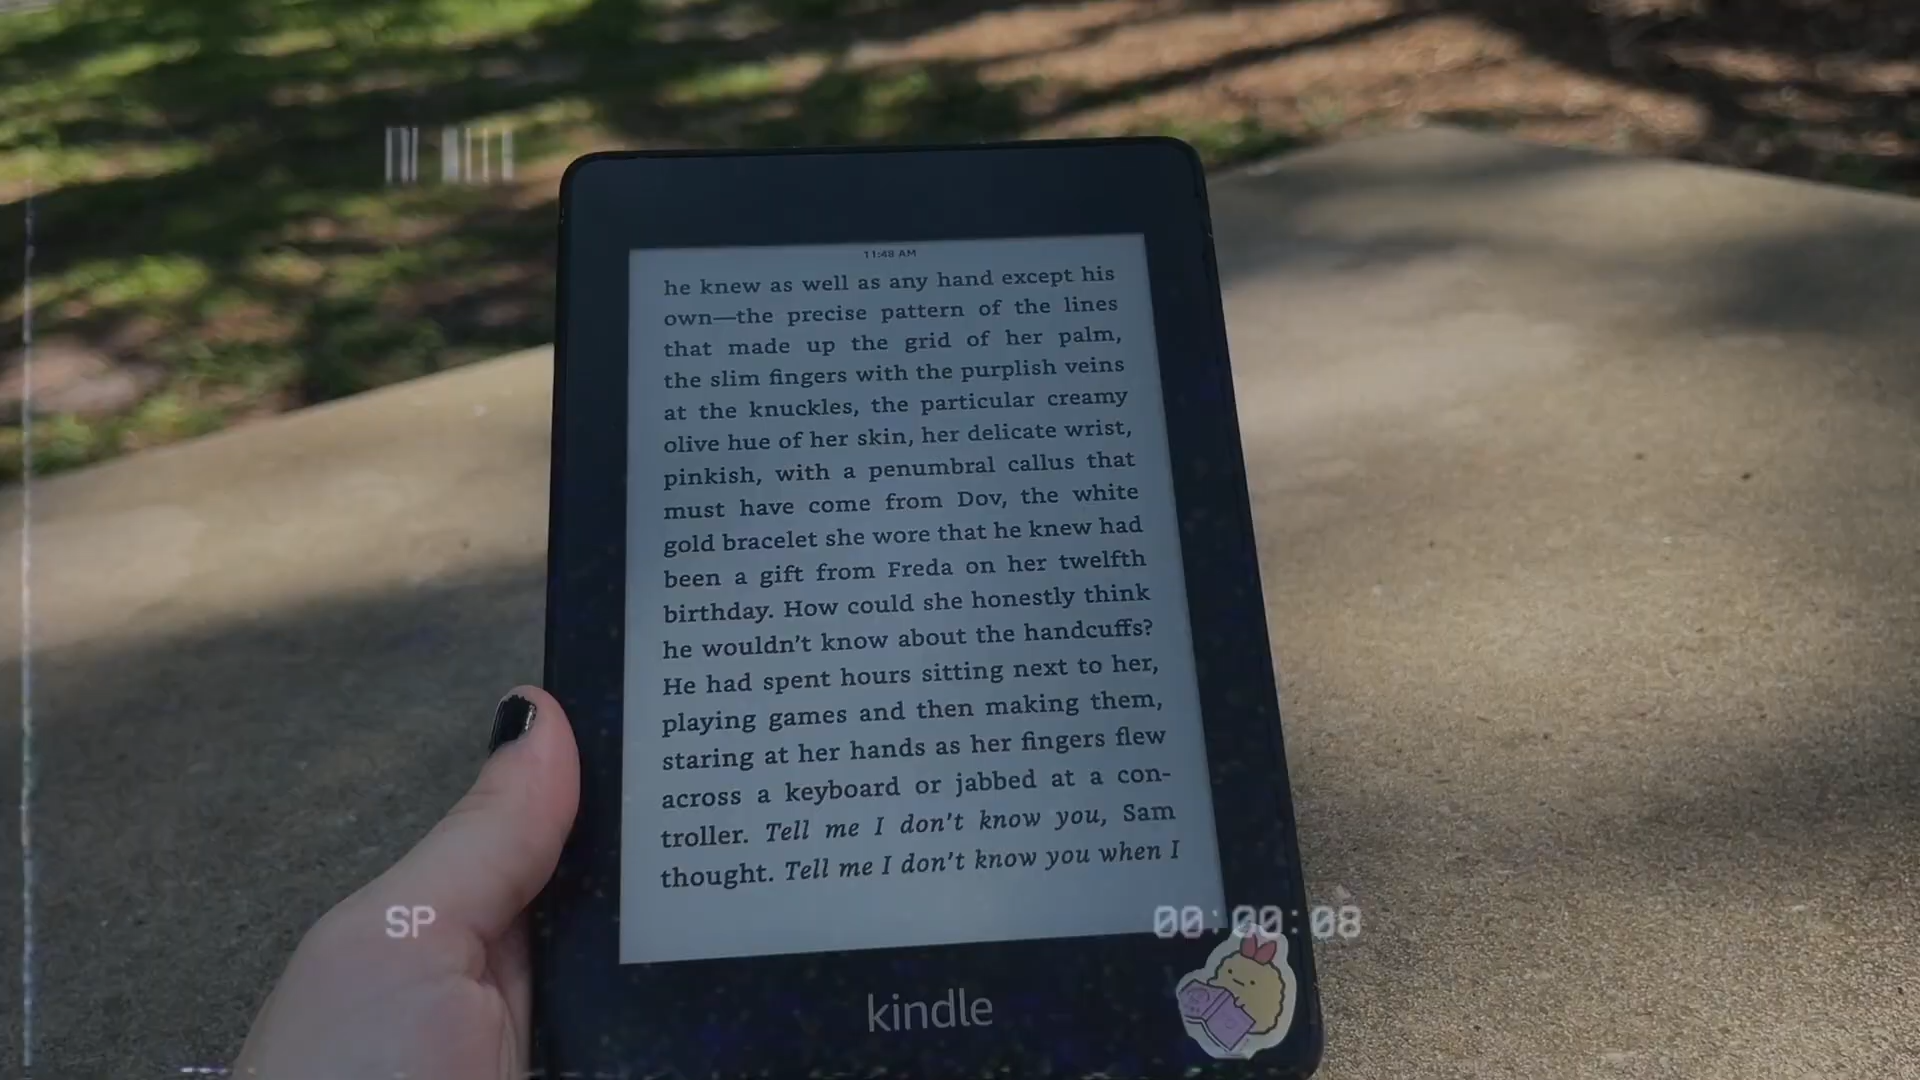 11:48 AM
he knew as well as any hand except his
own—the precise pattern of the lines
that made up the grid of her palm,
the slim fingers with the purplish veins
at the knuckles, the particular creamy
olive hue of her skin, her delicate wrist,
pinkish, with a penumbral callus that
must have come from Dov, the white
gold bracelet she wore that he knew had
been a gift from Freda on her twelfth
birthday. How could she honestly think
he wouldn't know about the handcuffs?
He had spent hours sitting next to her,
playing games and then making them,
staring at her hands as her fingers flew
across a keyboard or jabbed at a con-
troller. Tell me I don't know you, Sam
thought. Tell me I don't know you when I
SP
00:00:08
kindle